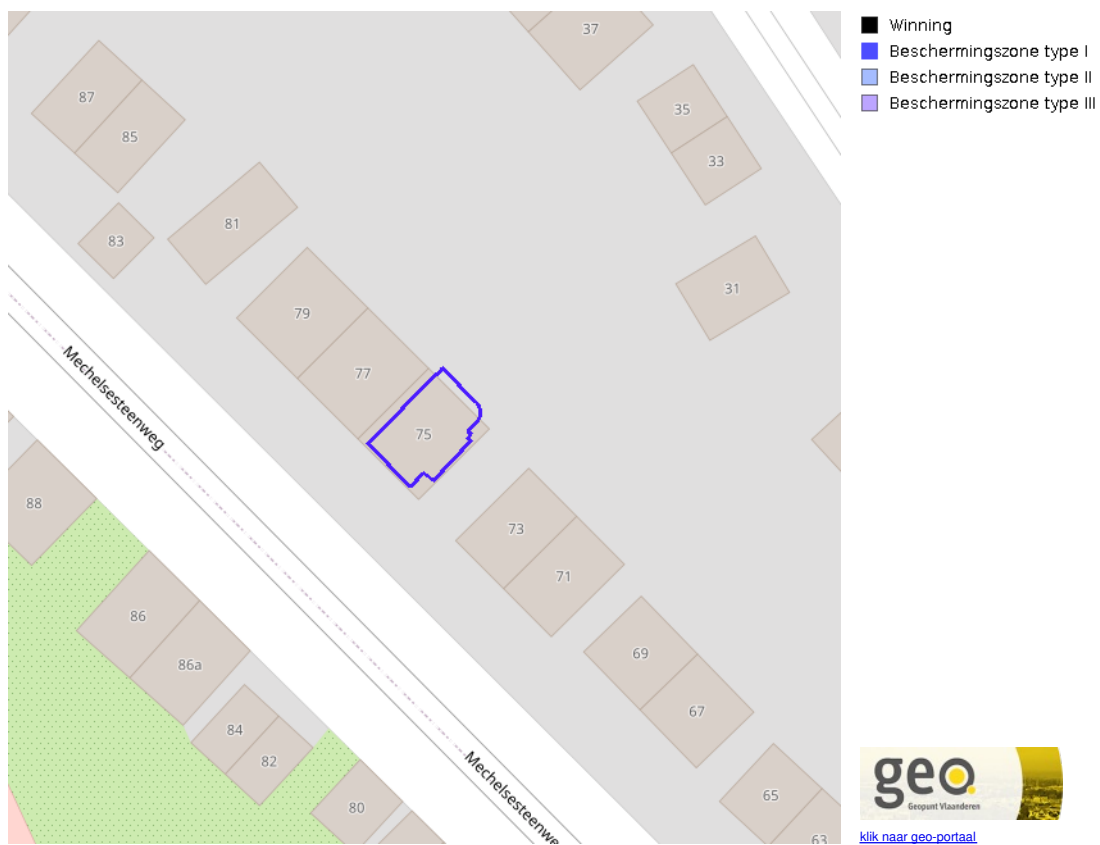 Winning
Beschermingszone type I
Beschermingszone type II
Beschermingszone type III
37
87
35
85
33
81
83
31
79
77
Mechelsesteenweg
75
88
73
71
86
69
86a
67
84
82
Mechelsesteenwe
65
80
63
geo
Geopunt Vlaanderen
klik naar geo-portaal